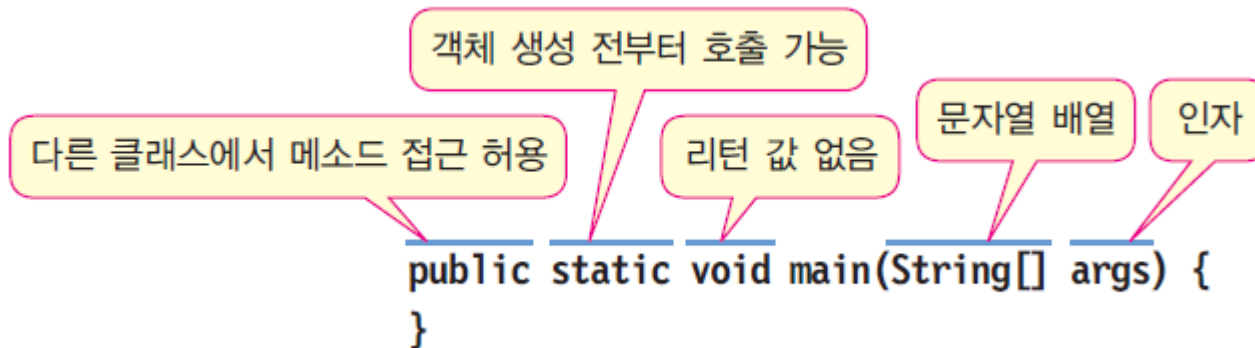 객체 생성 전부터 호출 가능
다른 클래스에서 메소드 접근 허용
리턴 값 없음
문자열 배열
인자
public static void main(String[] args) {
}